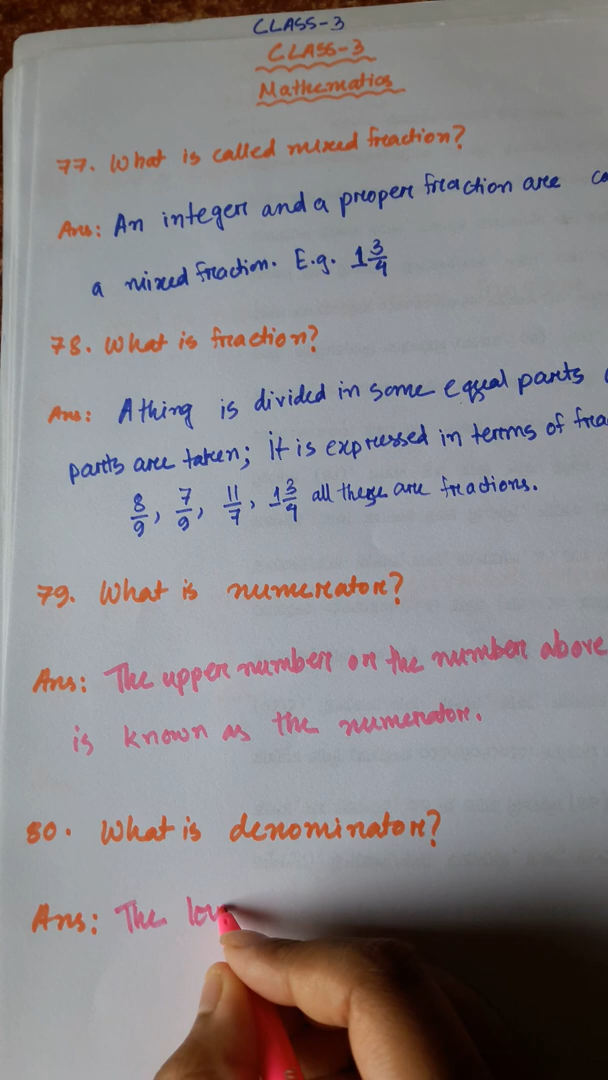 CLASS-3
CLASS-3
Mathematics
77. What is called mixed fraction?
Ans: An integer and a proper fraction are
a mixed fraction. E.g. 1 3/4
78. What is fraction?
Ans: A thing is divided in some equal parts
parts are taken; it is expressed in terms of
8/9, 7/9, 11/7, 1 3/4 all these are fractions.
79. What is numerator?
Ans: The upper number or the number above
is known as the numerator.
80. What is denominator?
Ans: The low